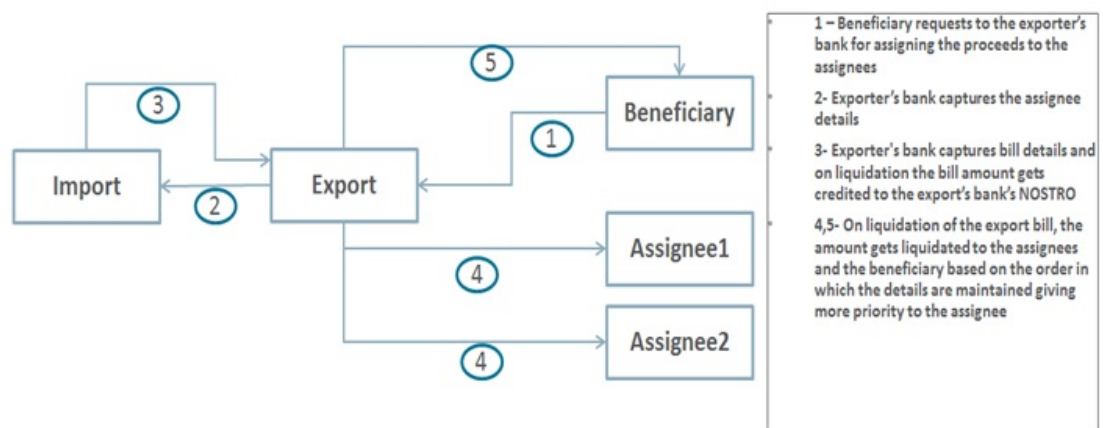 5
3
Beneficiary
1
Import
Export
2
Assignee1
4
Assignee2
4
1 – Beneficiary requests to the exporter’s
bank for assigning the proceeds to the
assignees
2- Exporter’s bank captures the assignee
details
3- Exporter's bank captures bill details and
on liquidation the bill amount gets
credited to the export’s bank’s NOSTRO
4,5- On liquidation of the export bill, the
amount gets liquidated to the assignees
and the beneficiary based on the order in
which the details are maintained giving
more priority to the assignee